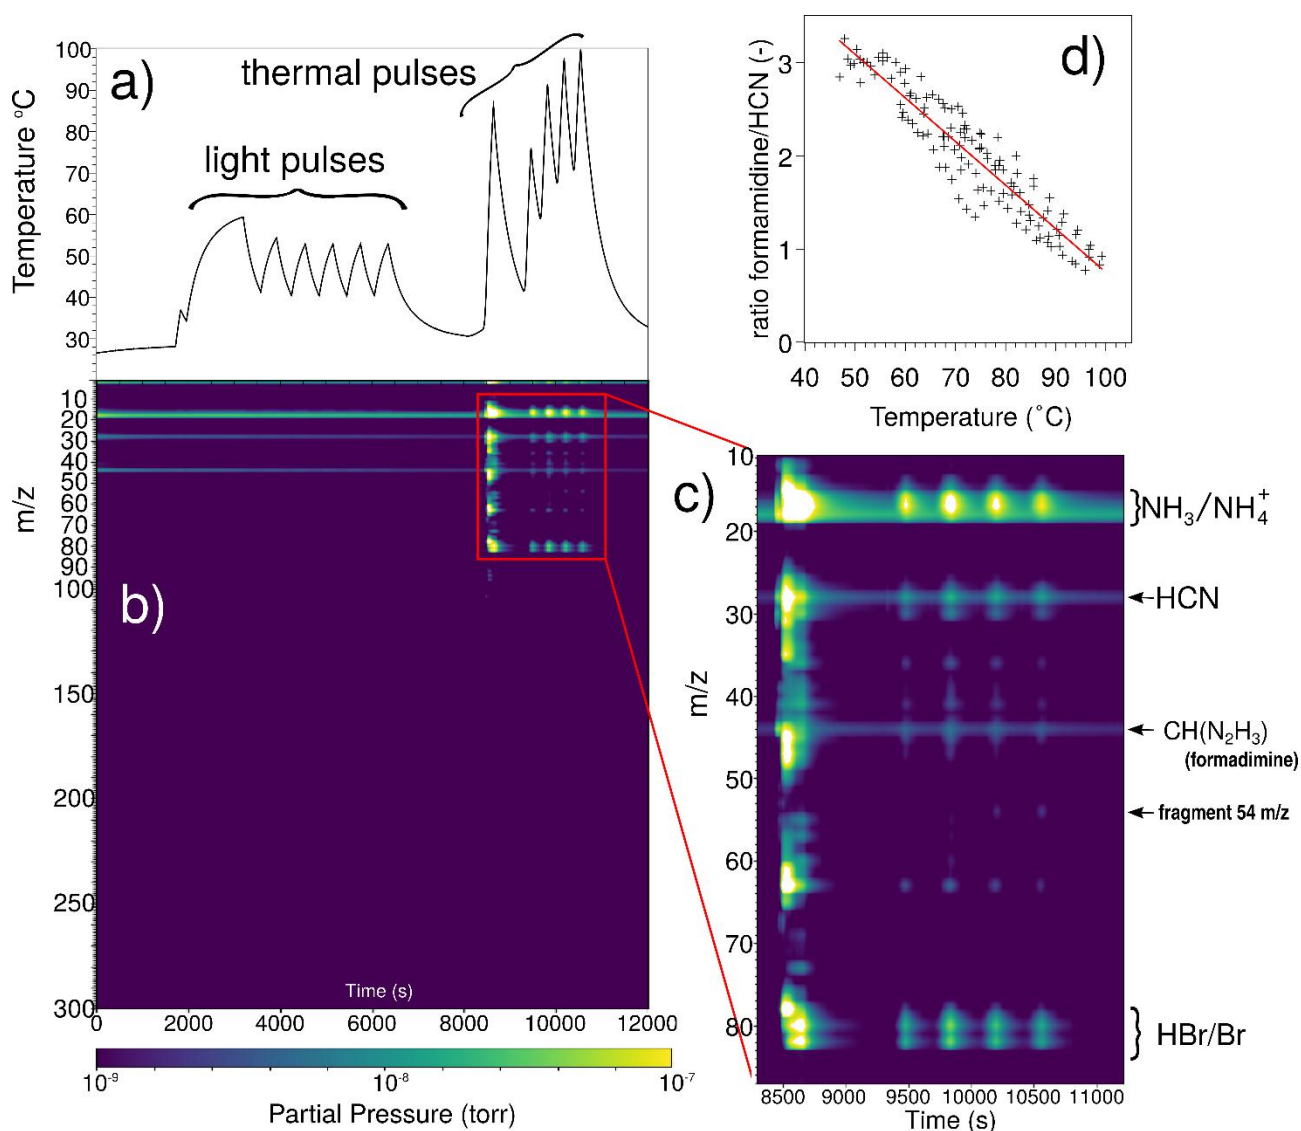 a)
Temperature ºC
100
90
80
70
60
50
40
30
thermal pulses
light pulses
b)
m/z
10
20
30
40
50
60
70
80
90
100
150
200
250
300
Time (s)
0 2000 4000 6000 8000 10000 12000
10⁻⁹ 10⁻⁸ 10⁻⁷
Partial Pressure (torr)
d)
ratio formamidine/HCN (-)
3
2
1
0
40 50 60 70 80 90 100
Temperature (˚C)
c)
m/z
10
20
30
40
50
60
70
80
NH₃/NH₄⁺
HCN
CH(N₂H₃)
(formadimine)
fragment 54 m/z
HBr/Br
8500 9000 9500 10000 10500 11000
Time (s)